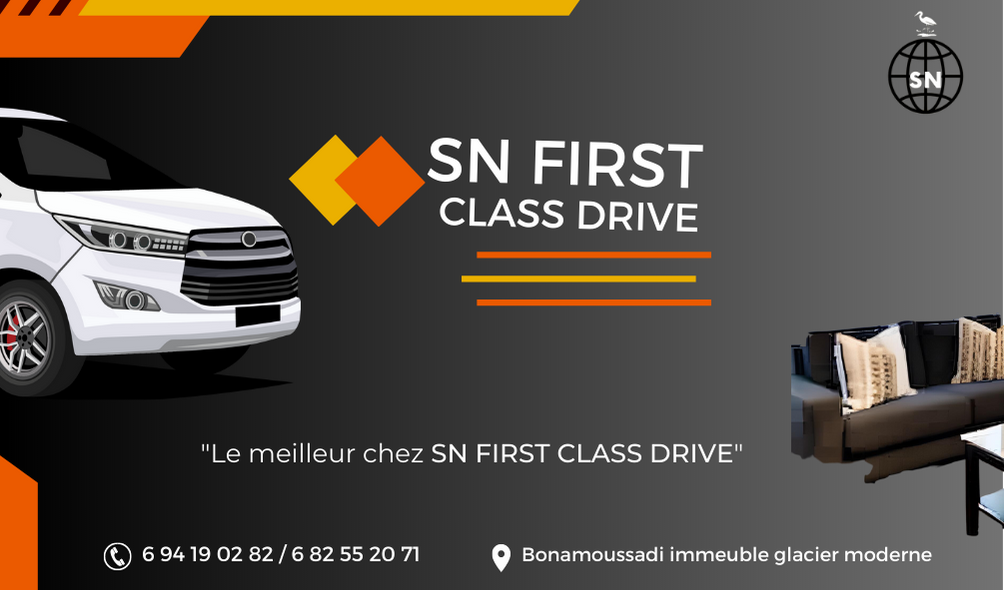 SN
SN FIRST
CLASS DRIVE
"Le meilleur chez SN FIRST CLASS DRIVE"
6 94 19 02 82 / 6 82 55 20 71
Bonamoussadi immeuble glacier moderne